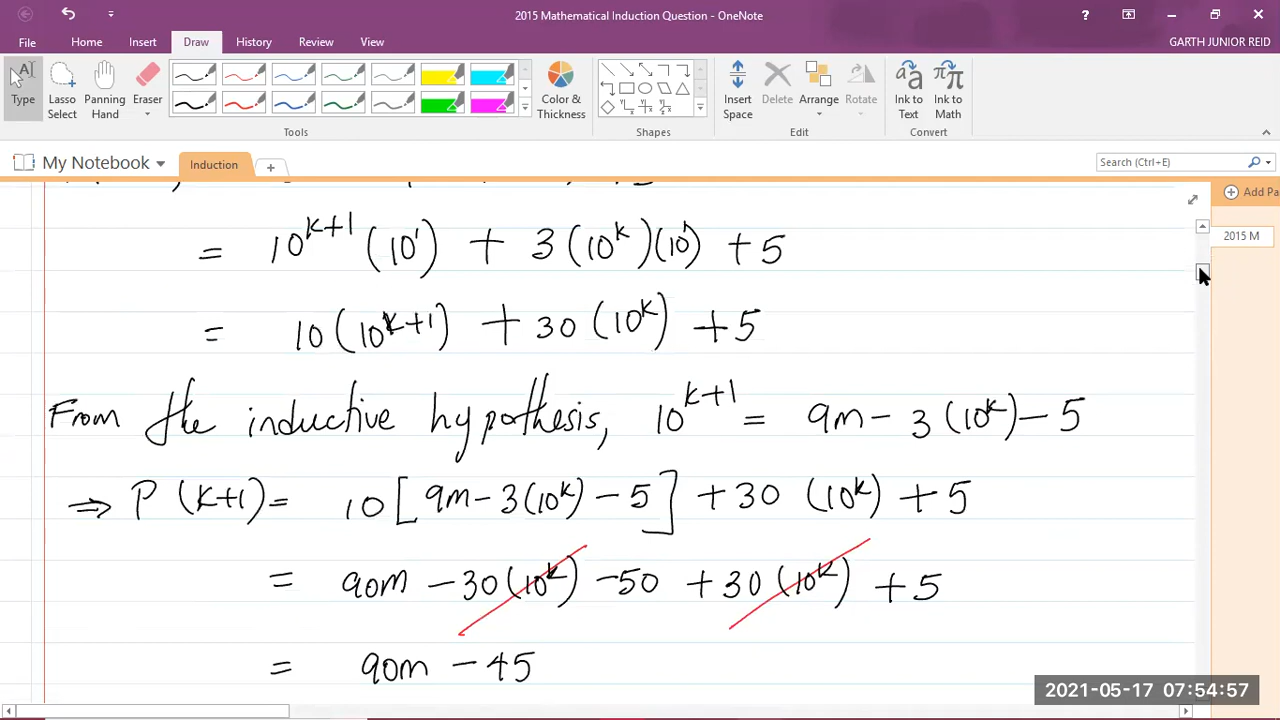 2015 Mathematical Induction Question - OneNote
? 
File Home Insert Draw History Review View GARTH JUNIOR REID
Type Lasso Select Panning Hand Eraser Color & Thickness Insert Space Delete Arrange Rotate Ink to Text Ink to Math
Tools Shapes Edit Convert
My Notebook Induction + Search (Ctrl+E)
Add Pa
2015 M
= 10^{k+1} (10^1) + 3 (10^k)(10^1) + 5
= 10 (10^{k+1}) + 30 (10^k) + 5
From the inductive hypothesis, 10^{k+1} = 9m - 3 (10^k) - 5
⇒ P (k+1) = 10 [9m - 3(10^k) - 5] + 30 (10^k) + 5
= 90m - 30 (10^k) - 50 + 30 (10^k) + 5
= 90m - 45
2021-05-17 07:54:57